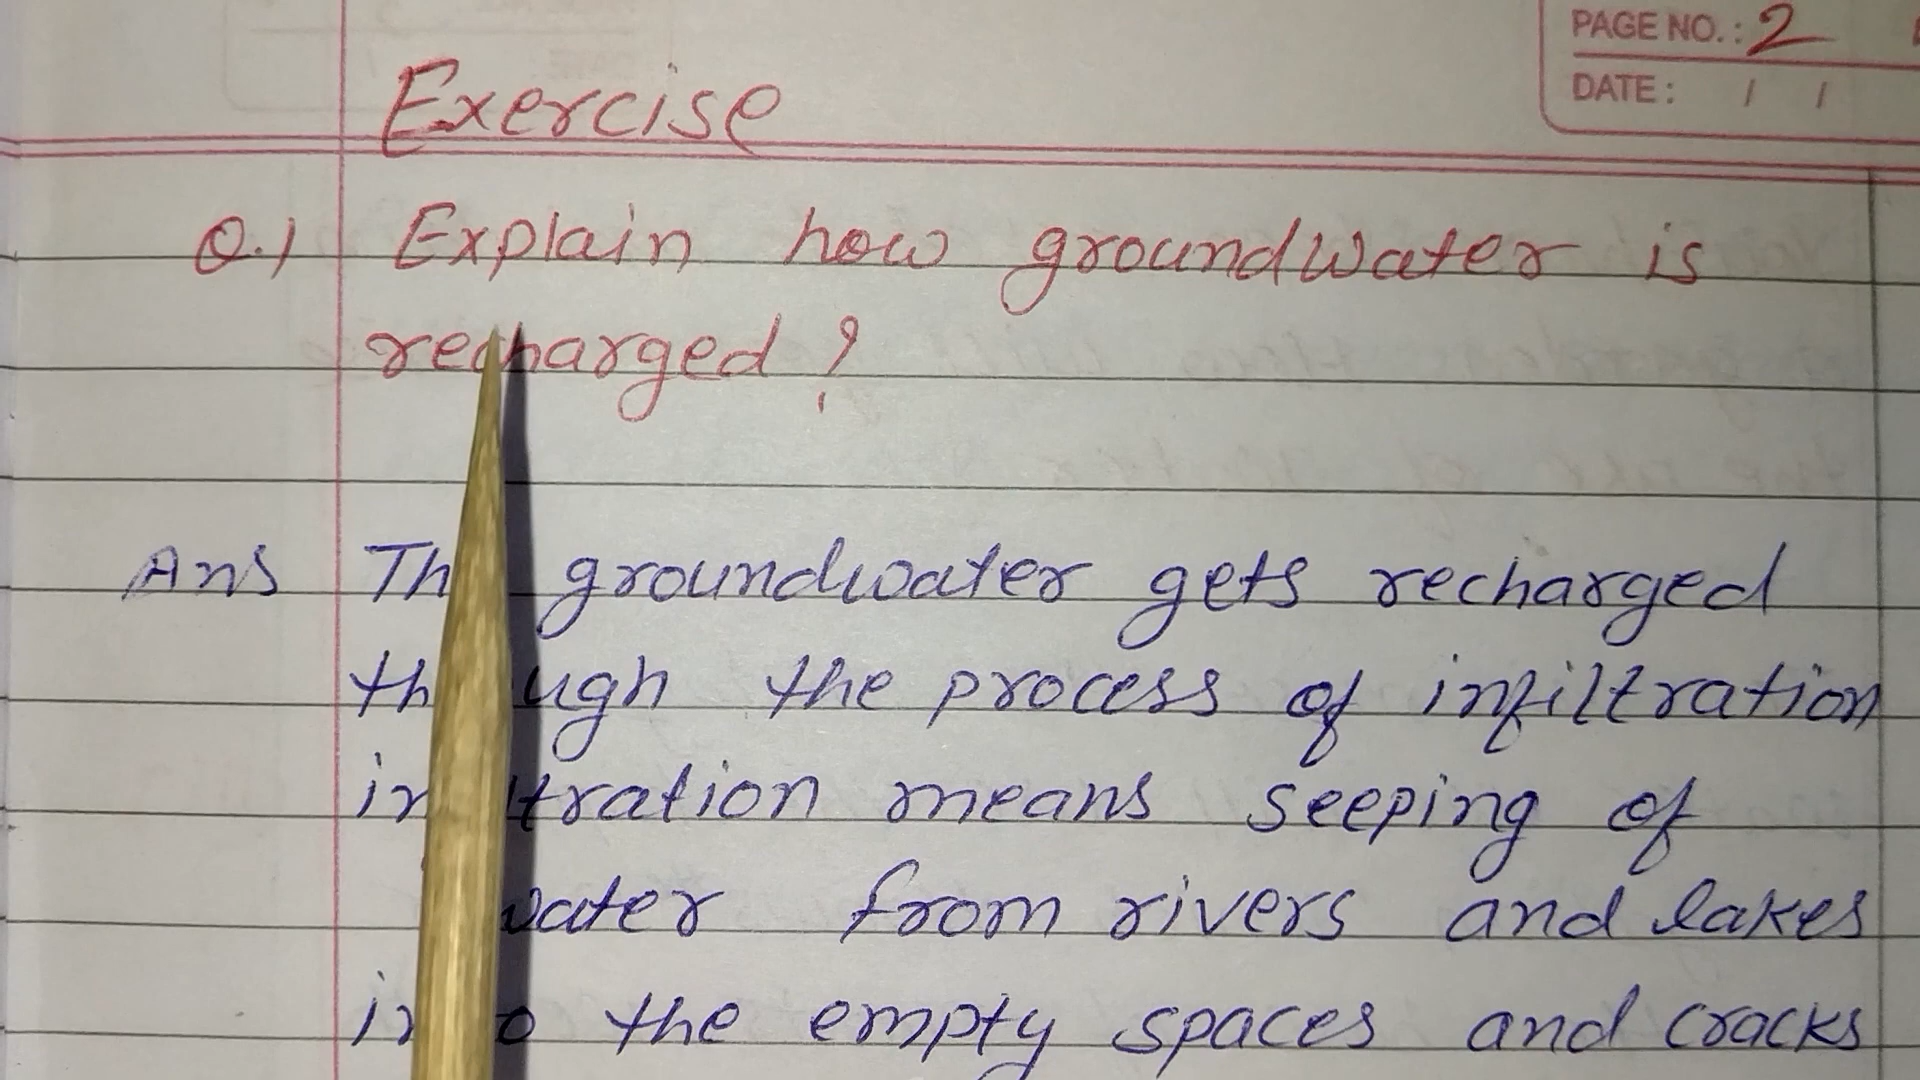 PAGE NO.: 2
DATE: / /
Exercise
Q.1 Explain how groundwater is
recharged?
Ans groundwater gets recharged
the process of infiltration
means seeping of
water from rivers and lakes
the empty spaces and cracks